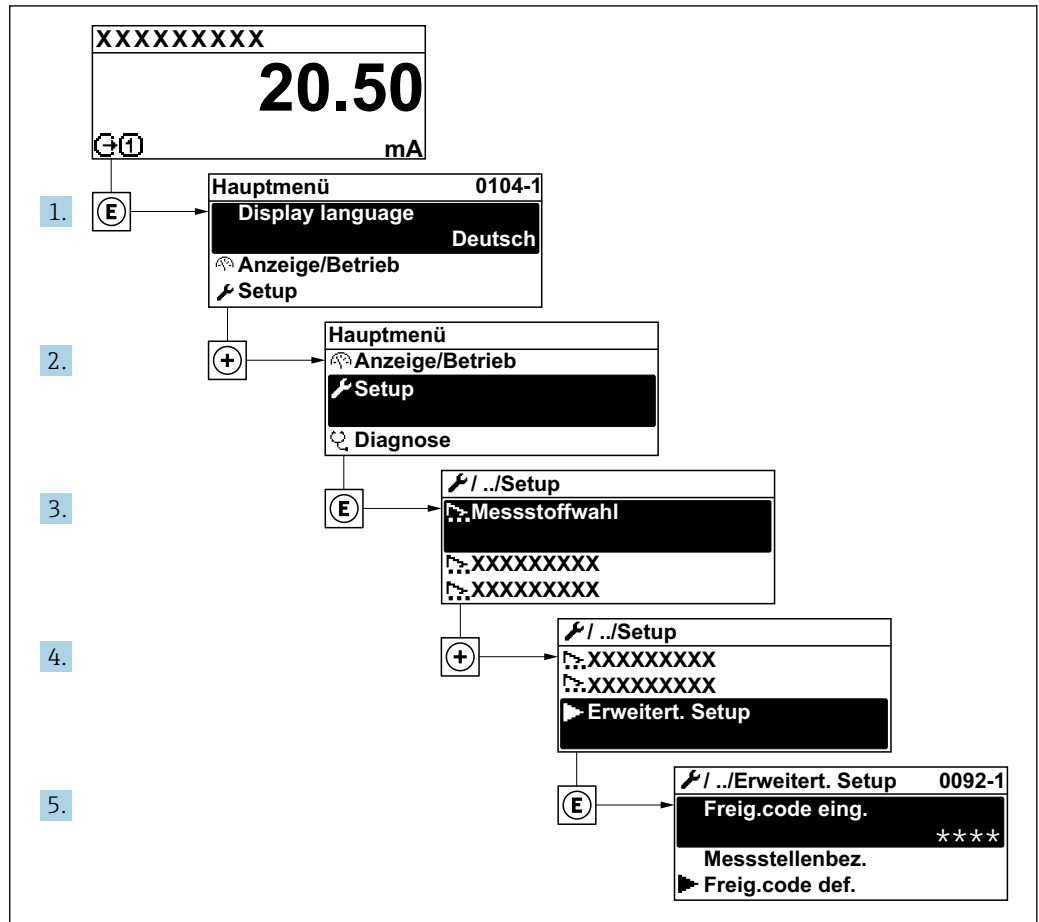 XXXXXXXXX
20.50
1 mA
1. E
Hauptmenü 0104-1
Display language
Deutsch
Anzeige/Betrieb
Setup
2. +
Hauptmenü
Anzeige/Betrieb
Setup
Diagnose
3. E
/ ../Setup
Messstoffwahl
XXXXXXXXX
XXXXXXXXX
4. +
/ ../Setup
XXXXXXXXX
XXXXXXXXX
Erweitert. Setup
5. E
/ ../Erweitert. Setup 0092-1
Freig.code eing.
****
Messstellenbez.
Freig.code def.